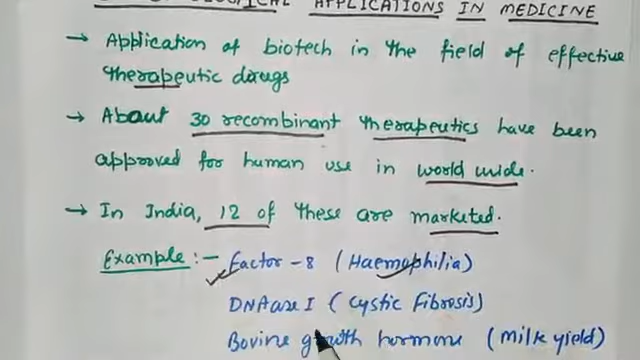 APPLICATIONS IN MEDICINE
→ Application of biotech in the field of effective
therapeutic drugs
→ About 30 recombinant therapeutics have been
approved for human use in world wide.
→ In India, 12 of these are marketed.
Example :- Factor-8 (Haemophilia)
DNAase I (Cystic Fibrosis)
Bovine growth hormone (Milk yield)